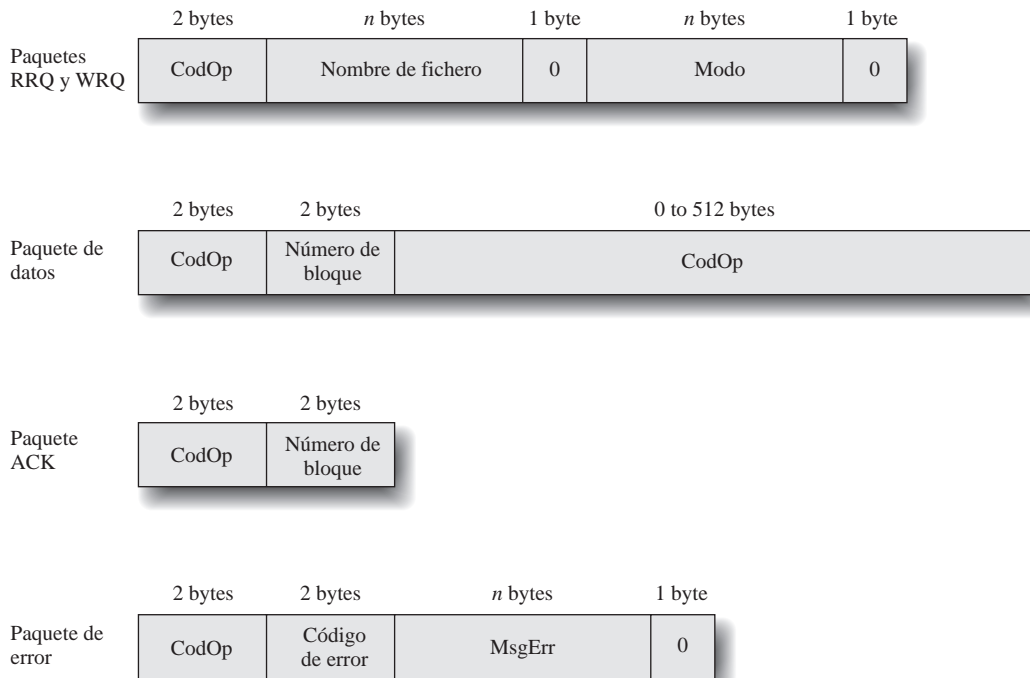 2 bytes n bytes 1 byte n bytes 1 byte
Paquetes
RRQ y WRQ
CodOp Nombre de fichero 0 Modo 0
2 bytes 2 bytes 0 to 512 bytes
Paquete de
datos
CodOp Número de
bloque CodOp
2 bytes 2 bytes
Paquete
ACK
CodOp Número de
bloque
2 bytes 2 bytes n bytes 1 byte
Paquete de
error
CodOp Código
de error MsgErr 0